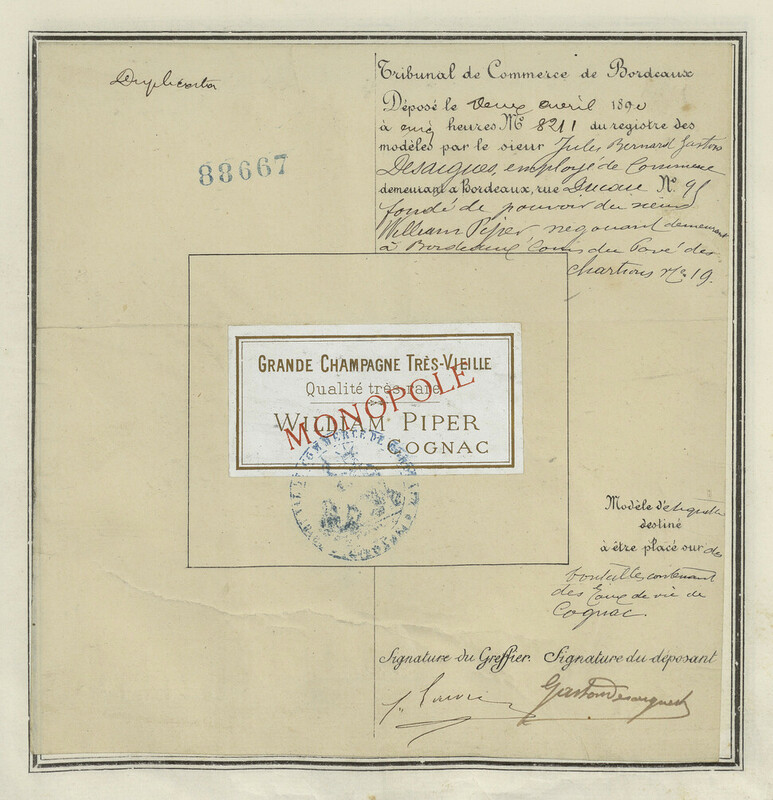 Duplicata
88667
Tribunal de Commerce de Bordeaux
Déposé le deux avril 1890
à cinq heures No 8211 du registre des
modèles par le sieur Jules Bernard Gaston
Desaigues, employé de Commerce
demeurant à Bordeaux, rue No 95
fondé de pouvoir du sieur
William Piper négociant demeurant
à Bordeaux Cours du Pavé des
Chartrons No 19.
GRANDE CHAMPAGNE TRÈS-VIEILLE
Qualité très-rare
MONOPOLE
WILLIAM PIPER
COGNAC
COMMERCE DE
Modèle d'étiquette
destiné
à être placé sur des
bouteilles contenant
des Eaux de vie de
Cognac.
Signature du Greffier. Signature du déposant
Gaston Desaigues